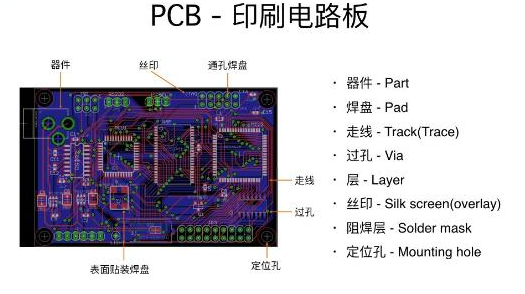 PCB - 印刷电路板
器件
丝印
通孔焊盘
走线
过孔
表面贴装焊盘
定位孔
· 器件 - Part
· 焊盘 - Pad
· 走线 - Track(Trace)
· 过孔 - Via
· 层 - Layer
· 丝印 - Silk screen(overlay)
· 阻焊层 - Solder mask
· 定位孔 - Mounting hole